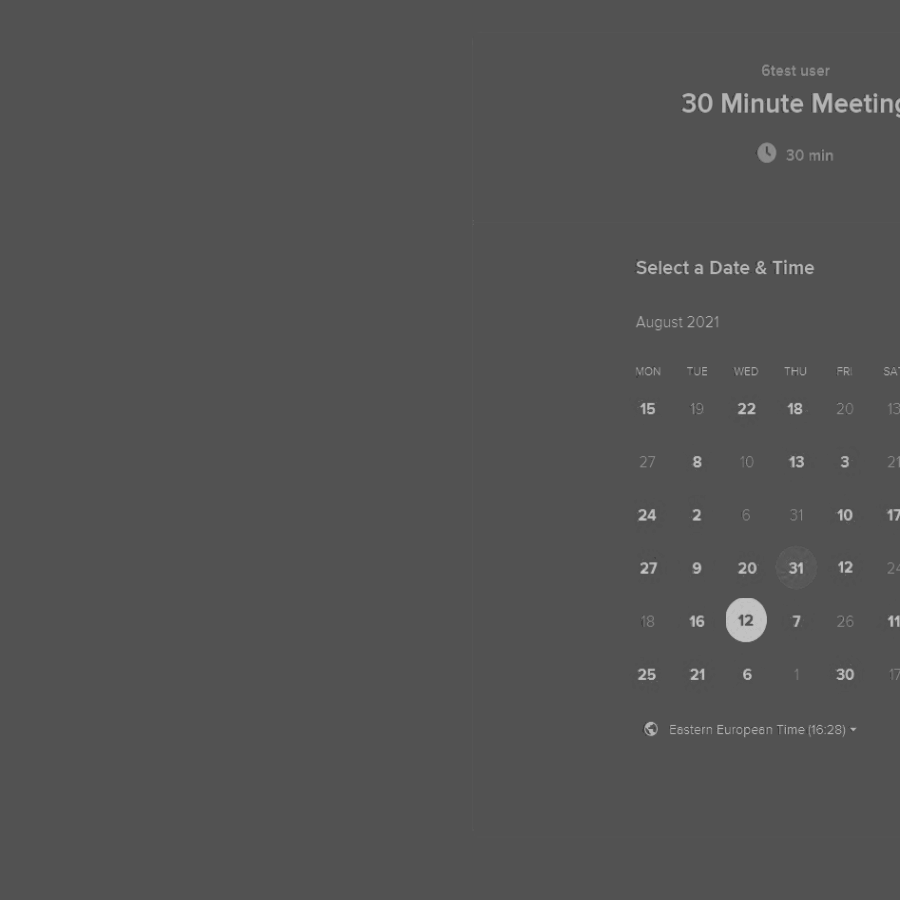 6test user
30 Minute Meeting
30 min
Select a Date & Time
August 2021
MON TUE WED THU FRI SAT
15 19 22 18 20 13
27 8 10 13 3 21
24 2 6 31 10 17
27 9 20 31 12 24
18 16 12 7 26 11
25 21 6 1 30 17
Eastern European Time (16:28)